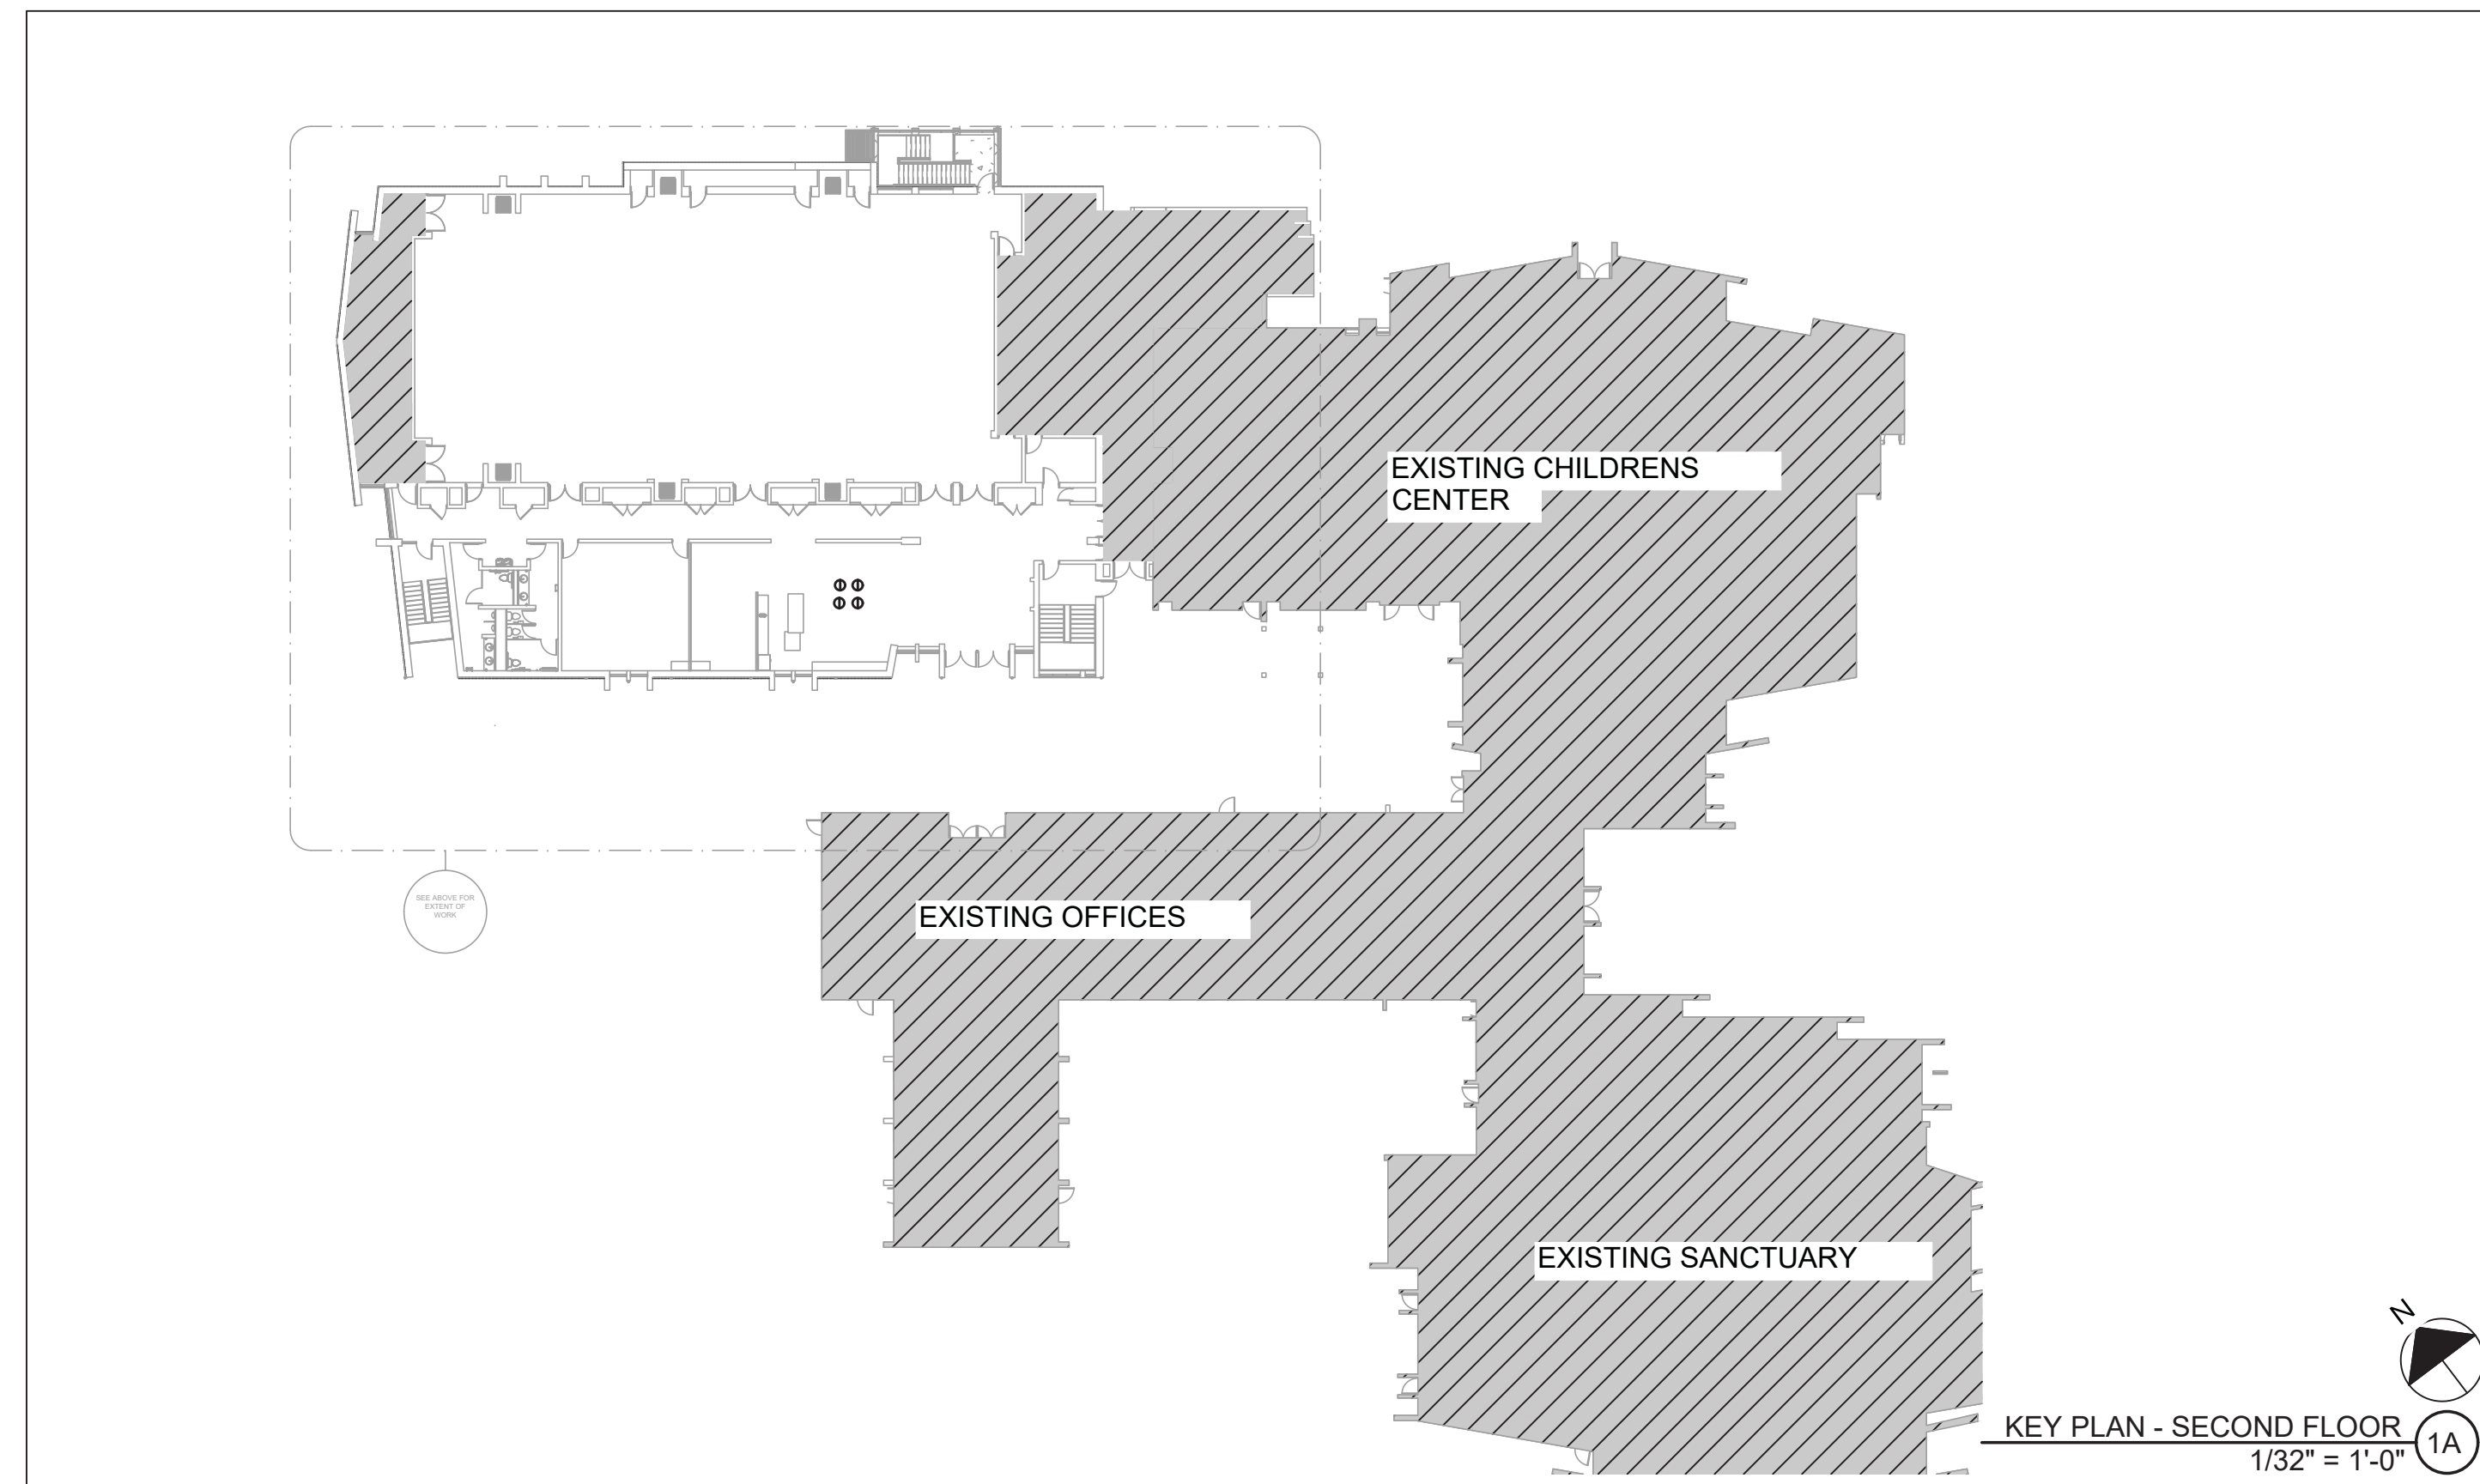 EXISTING CHILDRENS
CENTER
SEE ABOVE FOR
EXTENT OF
WORK
EXISTING OFFICES
EXISTING SANCTUARY
N
KEY PLAN - SECOND FLOOR
1/32" = 1'-0"
1A